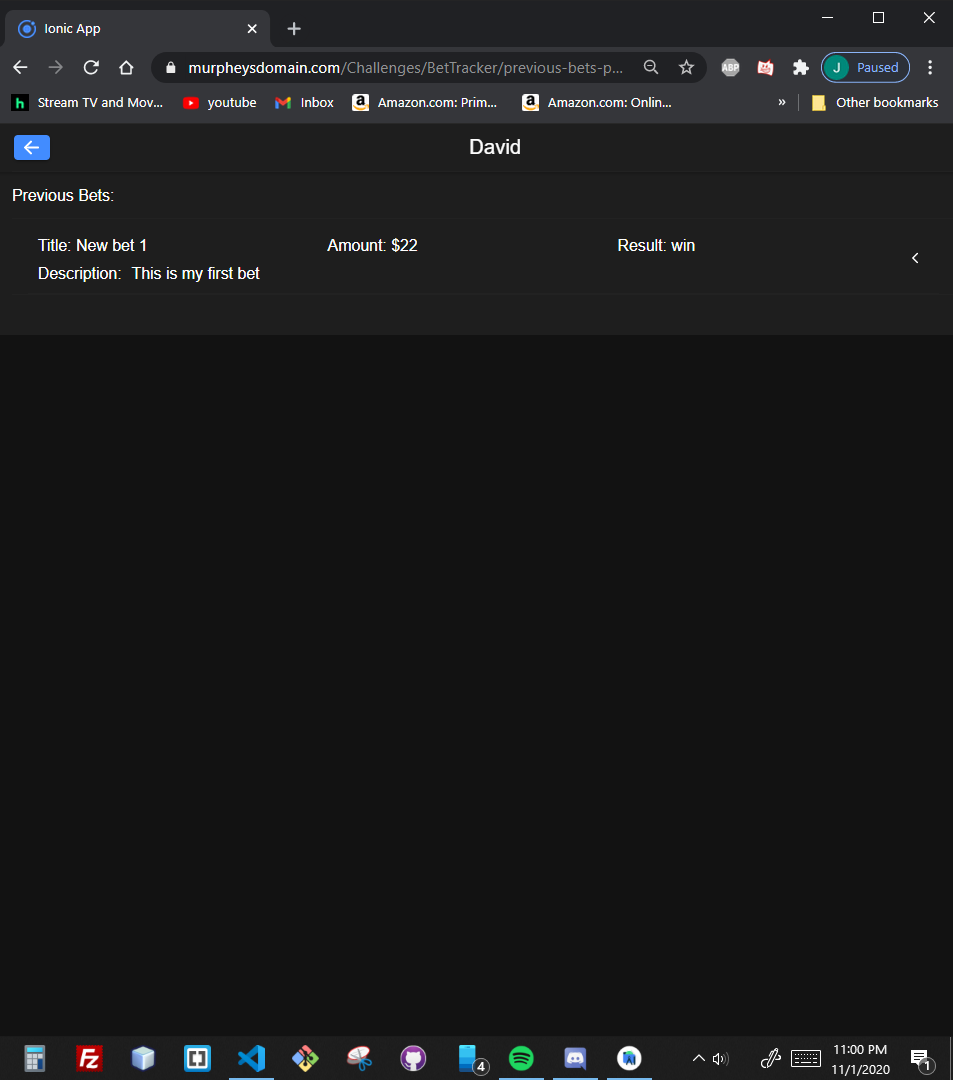 Ionic App
murpheysdomain.com/Challenges/BetTracker/previous-bets-p...
ABP
J Paused
h Stream TV and Mov...
youtube
Inbox
a Amazon.com: Prim...
a Amazon.com: Onlin...
» Other bookmarks
David
Previous Bets:
Title: New bet 1 Amount: $22 Result: win
Description: This is my first bet
Fz
4
11:00 PM
11/1/2020
1